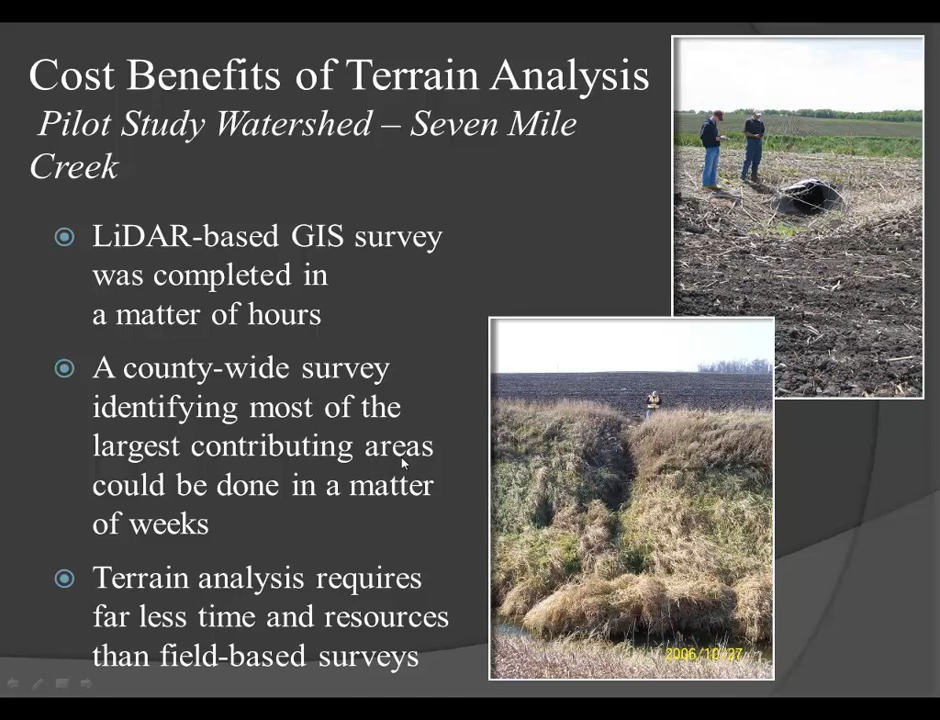 Cost Benefits of Terrain Analysis
Pilot Study Watershed – Seven Mile
Creek
LiDAR-based GIS survey
was completed in
a matter of hours
A county-wide survey
identifying most of the
largest contributing areas
could be done in a matter
of weeks
Terrain analysis requires
far less time and resources
than field-based surveys
2006/10/27